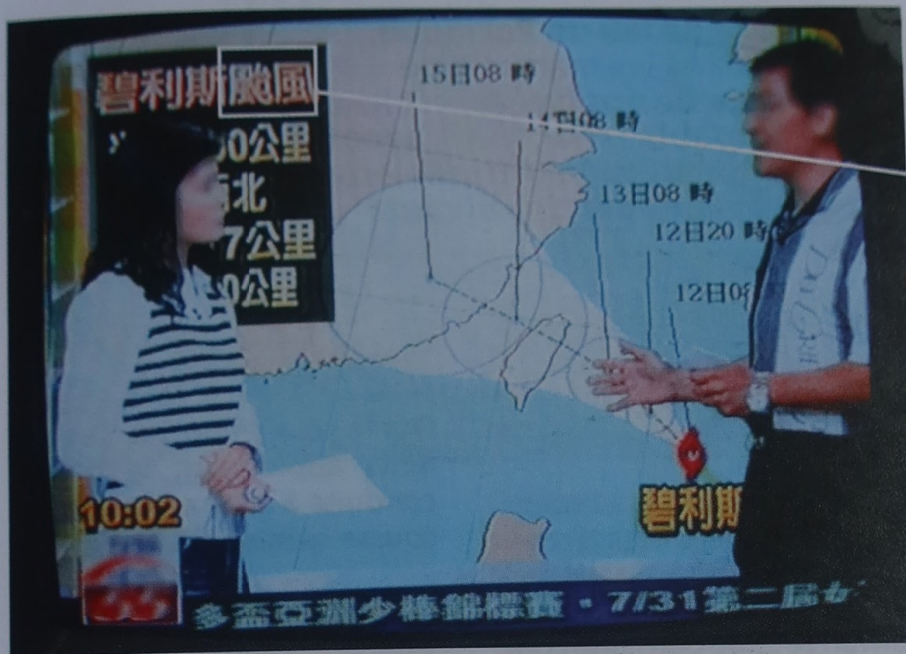 碧利斯颱風
0公里
北
7公里
0公里
15日08 時
14日08 時
13日08 時
12日20 時
12日08
碧利斯
10:02
多盃亞洲少棒錦標賽・7/31第二屆女